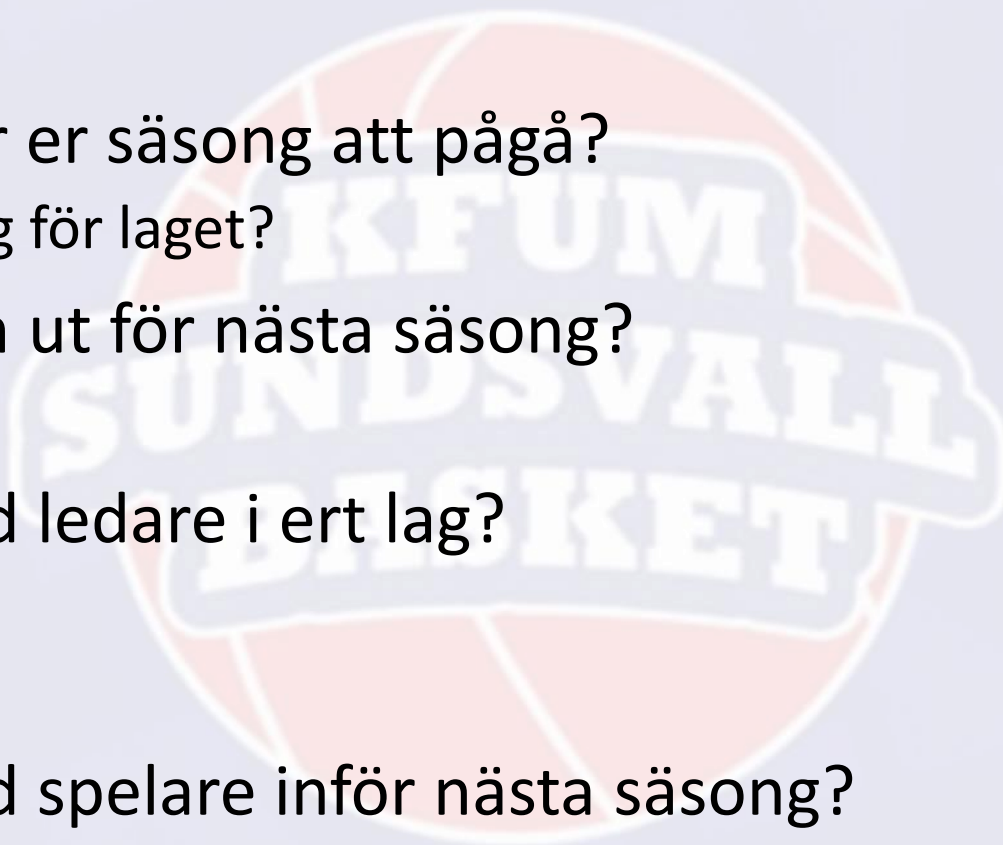 r er säsong att pågå?
g för laget?
n ut för nästa säsong?
d ledare i ert lag?
d spelare inför nästa säsong?
KFUM
SUNDSVALL
BASKET